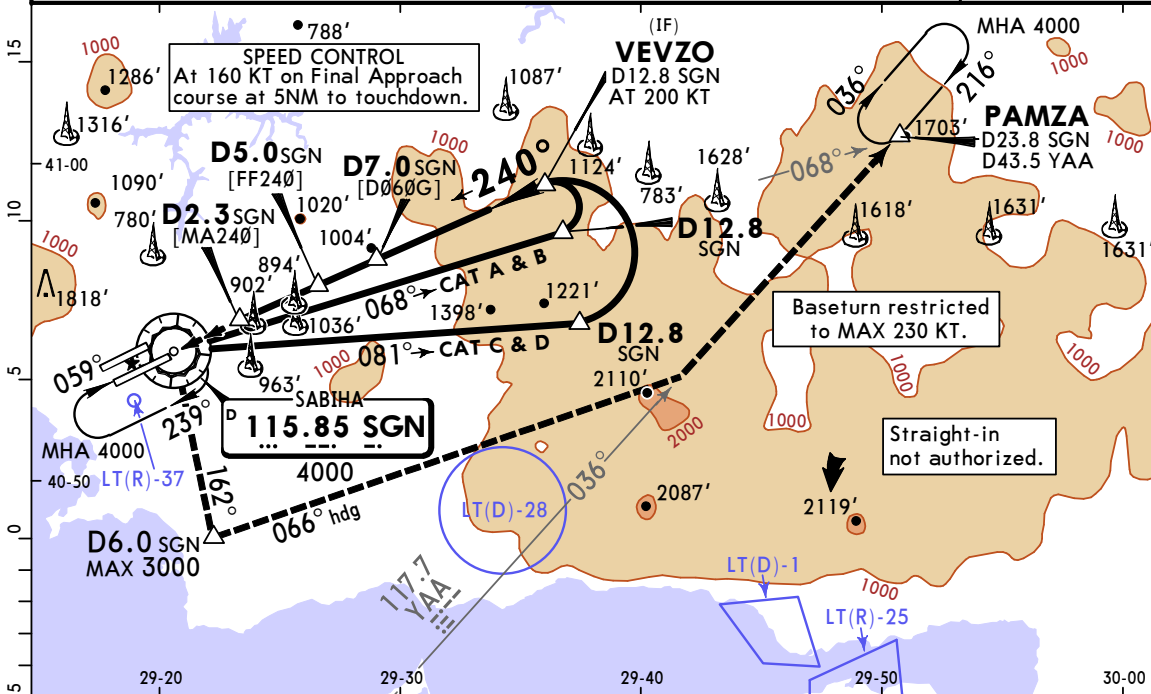 15
1000
788’
SPEED CONTROL
At 160 KT on Final Approach
course at 5NM to touchdown.
1286’
1316’
1087’
(IF)
VEVZO
D12.8 SGN
AT 200 KT
MHA 4000
036°
216°
1000
PAMZA
D23.8 SGN
D43.5 YAA
1703’
1000
41-00
D5.0 SGN
[FF240]
D7.0 SGN
[D060G]
1000
240°
1124’
783’
1628’
068°
1090’
780’
D2.3 SGN
[MA240]
1020’
1004’
10
D12.8
SGN
1618’
1631’
1631’
1000
1818’
894’
902’
1036’
068° CAT A & B
1398’
1221’
Baseturn restricted
to MAX 230 KT.
081° CAT C & D
D12.8
SGN
059°
963’
1000
5
2110’
1000
1000
1000
239°
SABIHA
D 115.85 SGN
4000
2000
MHA 4000
LT(R)-37
Straight-in
not authorized.
40-50
162°
036°
LT(D)-28
2087’
2119’
0
066° hdg
D6.0 SGN
MAX 3000
117.7
YAA
LT(D)-1
1000
LT(R)-25
5
29-20
29-30
29-40
29-50
30-00